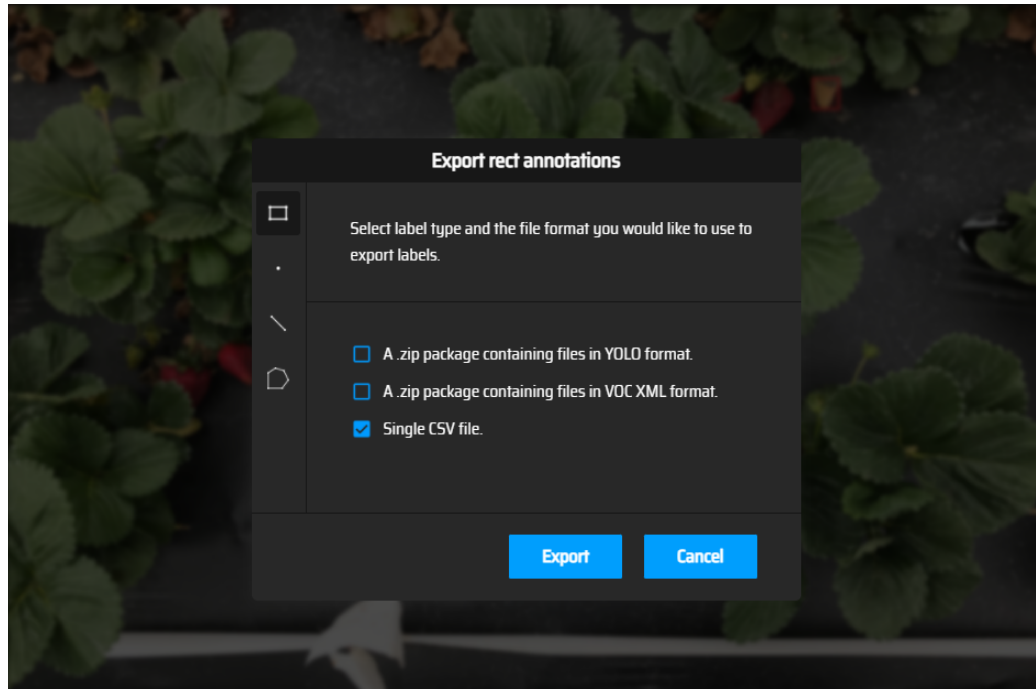 Export rect annotations
Select label type and the file format you would like to use to
export labels.
A .zip package containing files in YOLO format.
A .zip package containing files in VOC XML format.
Single CSV file.
Export
Cancel